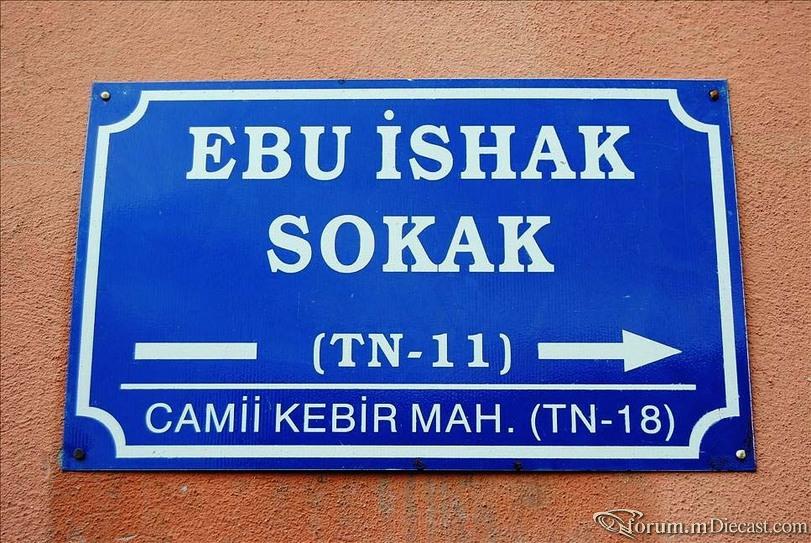 EBU İSHAK
SOKAK
(TN-11)
CAMİİ KEBİR MAH. (TN-18)
forum.mDiecast.com